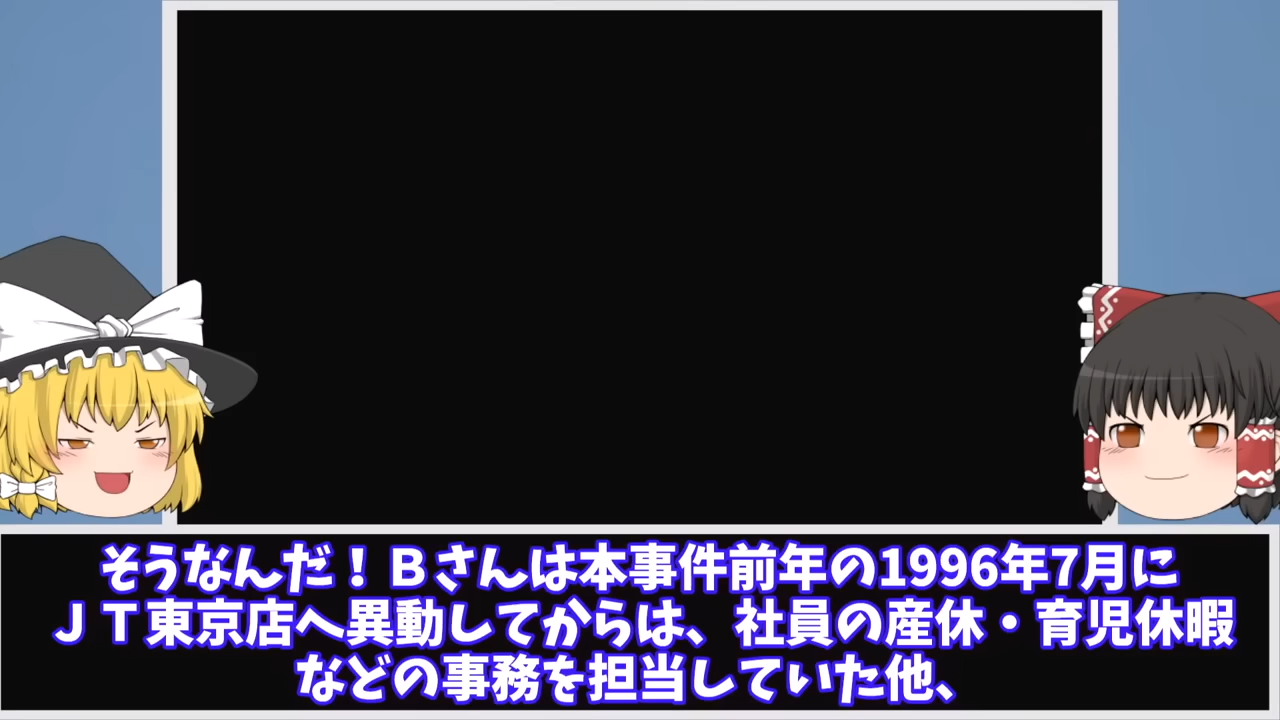 そうなんだ！Ｂさんは本事件前年の1996年7月に
ＪＴ東京店へ異動してからは、社員の産休・育児休暇
などの事務を担当していた他、